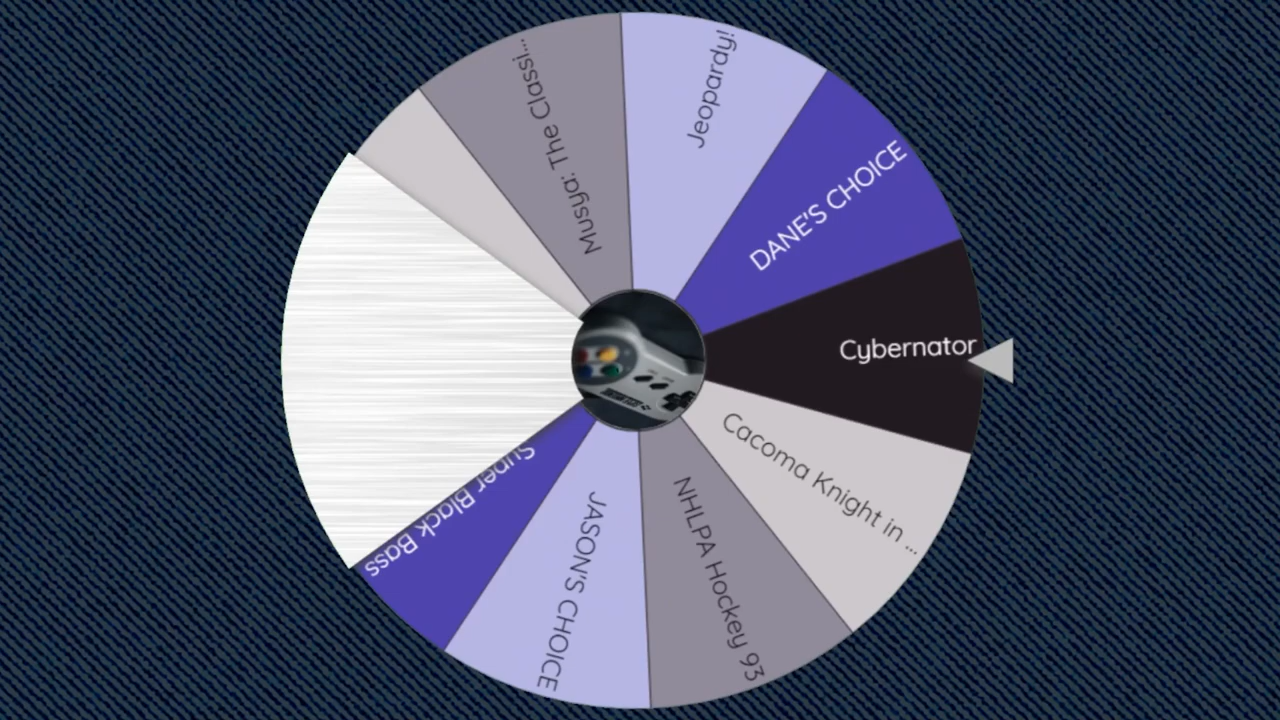 Musya: The Classi...
Jeopardy!
DANE'S CHOICE
Cybernator
Cacoma Knight in ...
NHLPA Hockey 93
JASON'S CHOICE
Super Black Bass